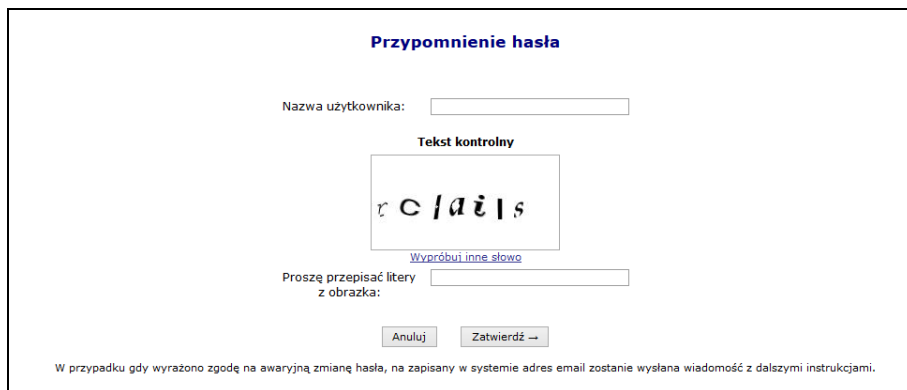 Przypomnienie hasła
Nazwa użytkownika:
Tekst kontrolny
Wypróbuj inne słowo
Proszę przepisać litery
z obrazka:
Anuluj Zatwierdź →
W przypadku gdy wyrażono zgodę na awaryjną zmianę hasła, na zapisany w systemie adres email zostanie wysłana wiadomość z dalszymi instrukcjami.